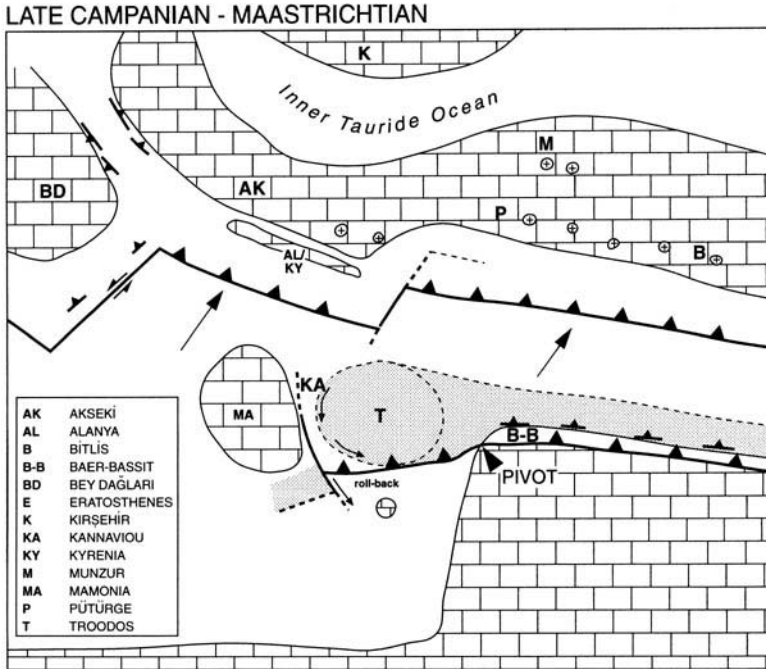 LATE CAMPANIAN - MAASTRICHTIAN
K
Inner Tauride Ocean
M
BD
AK
P
B
AL/
KY
KA
MA
T
B-B
PIVOT
roll-back
AK AKSEKİ
AL ALANYA
B BİTLİS
B-B BAER-BASSIT
BD BEY DAĞLARI
E ERATOSTHENES
K KIRŞEHİR
KA KANNAVIOU
KY KYRENIA
M MUNZUR
MA MAMONIA
P PÜTÜRGE
T TROODOS